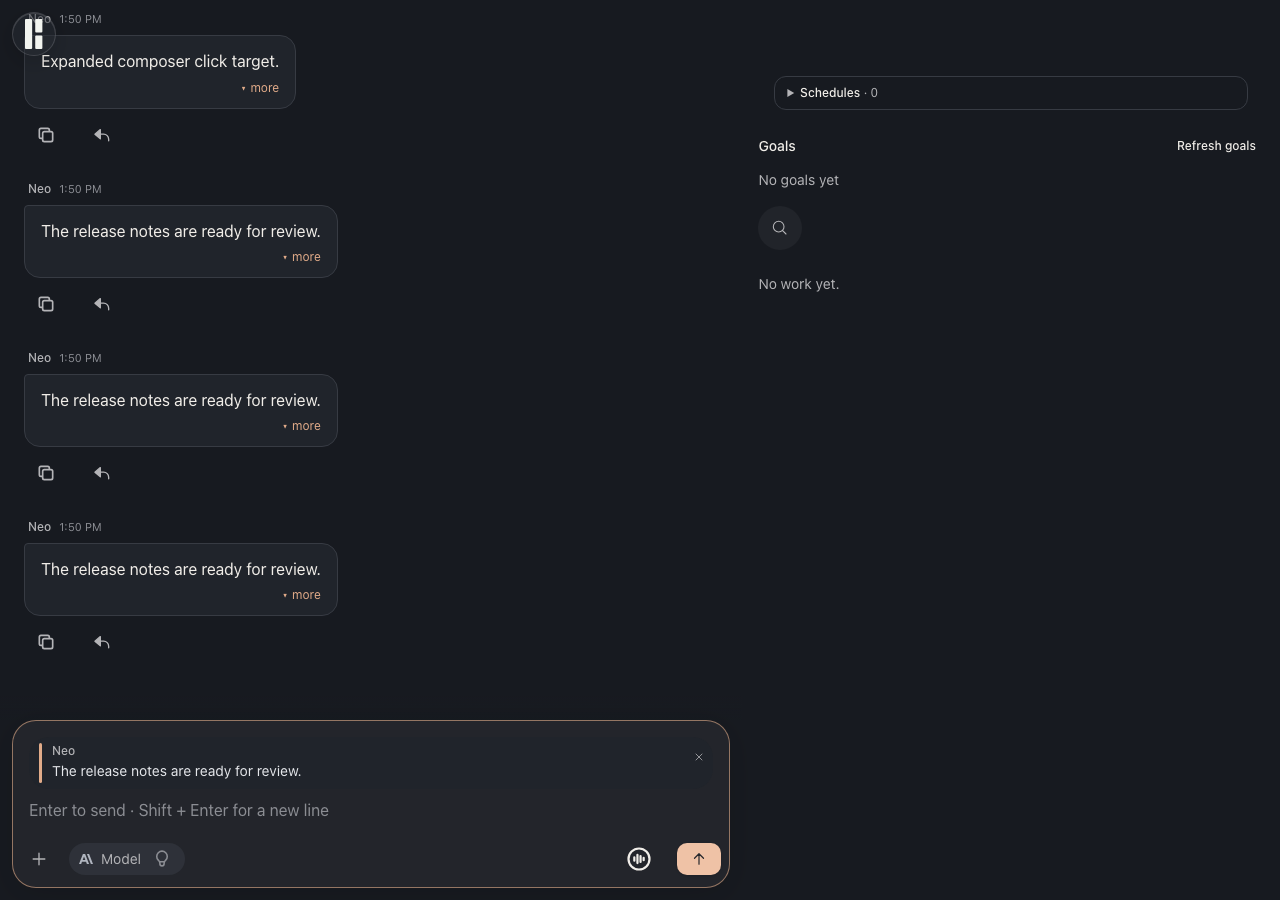 Neo 1:50 PM
Expanded composer click target.
more
Neo 1:50 PM
The release notes are ready for review.
more
Neo 1:50 PM
The release notes are ready for review.
more
Neo 1:50 PM
The release notes are ready for review.
more
Neo
The release notes are ready for review.
Enter to send · Shift + Enter for a new line
Model
Schedules · 0
Goals
Refresh goals
No goals yet
No work yet.